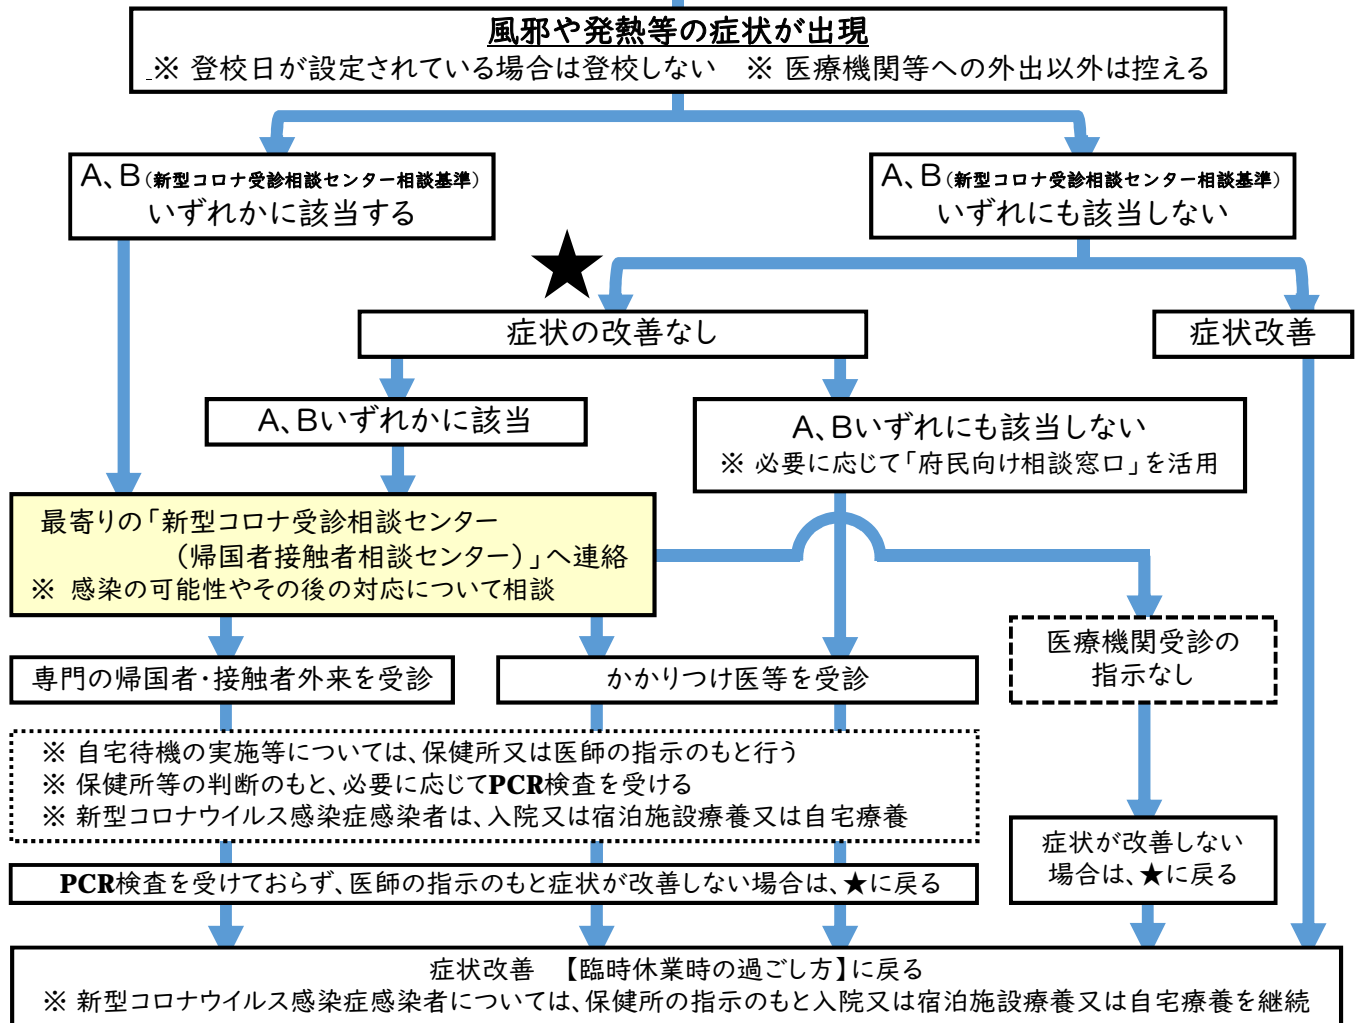 風邪や発熱等の症状が出現
※ 登校日が設定されている場合は登校しない　※ 医療機関等への外出以外は控える
A、B（新型コロナ受診相談センター相談基準）
いずれかに該当する
A、B（新型コロナ受診相談センター相談基準）
いずれにも該当しない
★
症状の改善なし
症状改善
A、Bいずれかに該当
A、Bいずれにも該当しない
※ 必要に応じて「府民向け相談窓口」を活用
最寄りの「新型コロナ受診相談センター
（帰国者接触者相談センター）」へ連絡
※ 感染の可能性やその後の対応について相談
医療機関受診の
指示なし
専門の帰国者・接触者外来を受診
かかりつけ医等を受診
※ 自宅待機の実施等については、保健所又は医師の指示のもと行う
※ 保健所等の判断のもと、必要に応じてPCR検査を受ける
※ 新型コロナウイルス感染症感染者は、入院又は宿泊施設療養又は自宅療養
症状が改善しない
場合は、★に戻る
PCR検査を受けておらず、医師の指示のもと症状が改善しない場合は、★に戻る
症状改善　【臨時休業時の過ごし方】に戻る
※ 新型コロナウイルス感染症感染者については、保健所の指示のもと入院又は宿泊施設療養又は自宅療養を継続